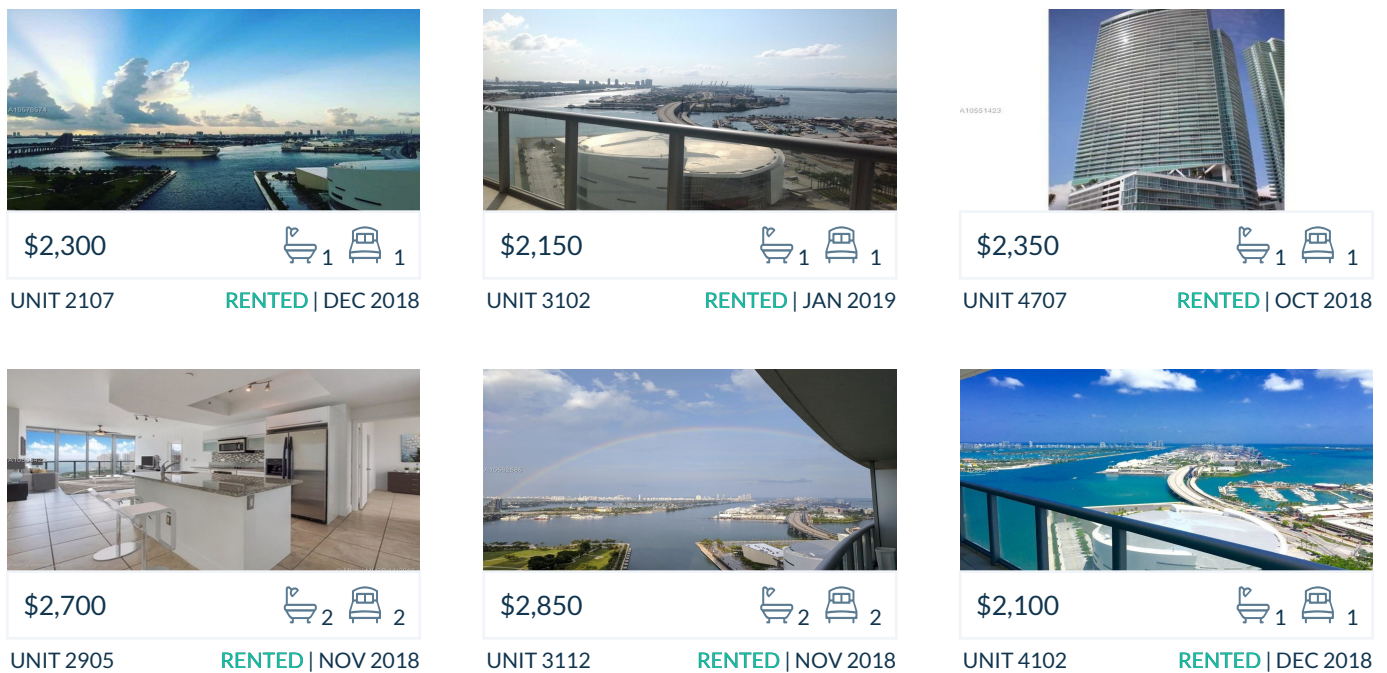 A10551423
$2,300 1 1
$2,150 1 1
$2,350 1 1
UNIT 2107 RENTED | DEC 2018
UNIT 3102 RENTED | JAN 2019
UNIT 4707 RENTED | OCT 2018
$2,700 2 2
$2,850 2 2
$2,100 1 1
UNIT 2905 RENTED | NOV 2018
UNIT 3112 RENTED | NOV 2018
UNIT 4102 RENTED | DEC 2018